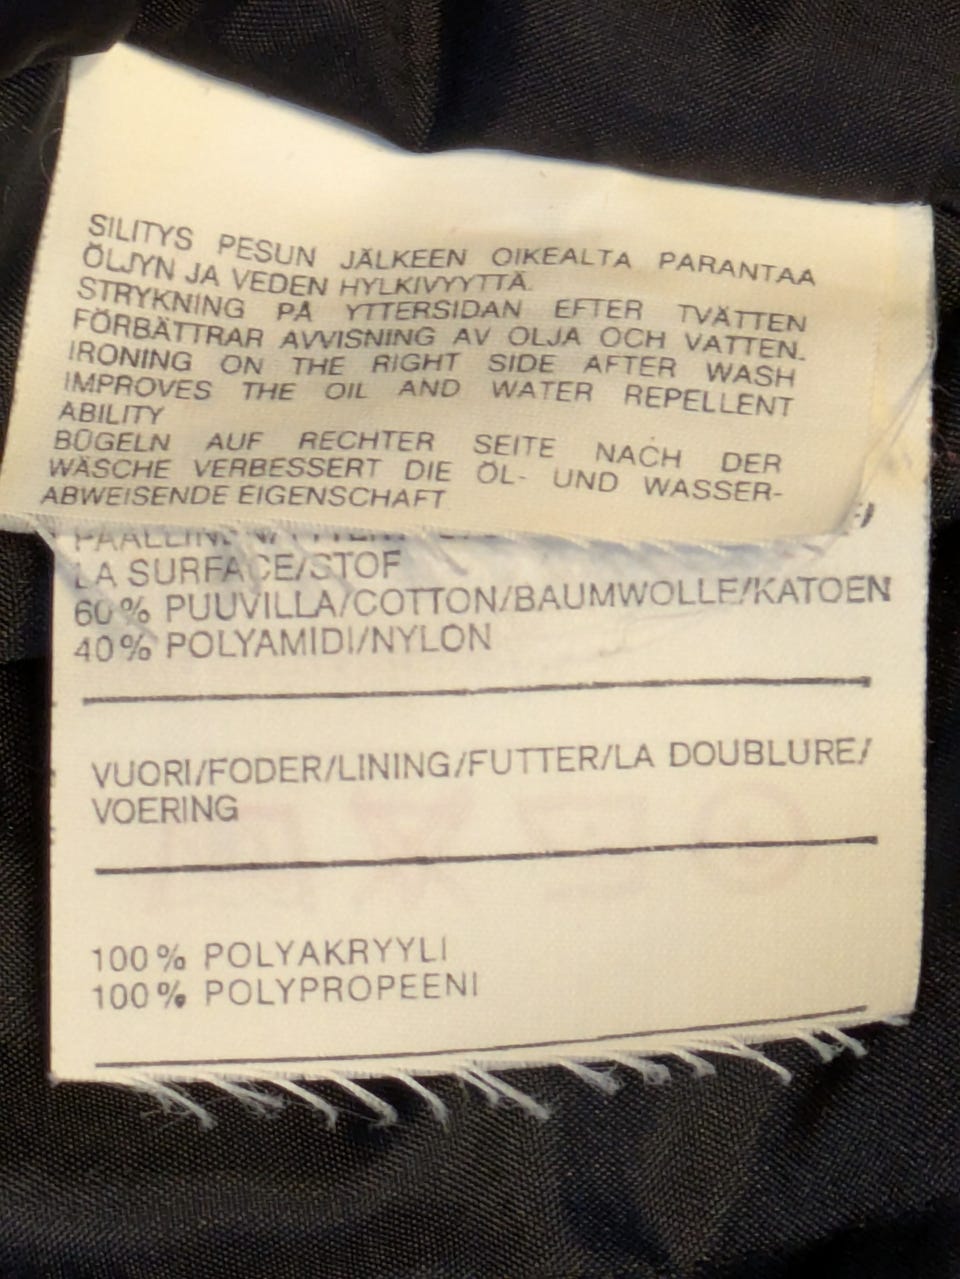 SILITYS PESUN JÄLKEEN OIKEALTA PARANTAA
ÖLJYN JA VEDEN HYLKIVYYTTÄ.
STRYKNING PÅ YTTERSIDAN EFTER TVÄTTEN
FÖRBÄTTRAR AVVISNING AV OLJA OCH VATTEN.
IRONING ON THE RIGHT SIDE AFTER WASH
IMPROVES THE OIL AND WATER REPELLENT
ABILITY
BÜGELN AUF RECHTER SEITE NACH DER
WÄSCHE VERBESSERT DIE ÖL- UND WASSER-
ABWEISENDE EIGENSCHAFT
LA SURFACE/STOF
60% PUUVILLA/COTTON/BAUMWOLLE/KATOEN
40% POLYAMIDI/NYLON
VUORI/FODER/LINING/FUTTER/LA DOUBLURE/
VOERING
100% POLYAKRYYLI
100% POLYPROPEENI